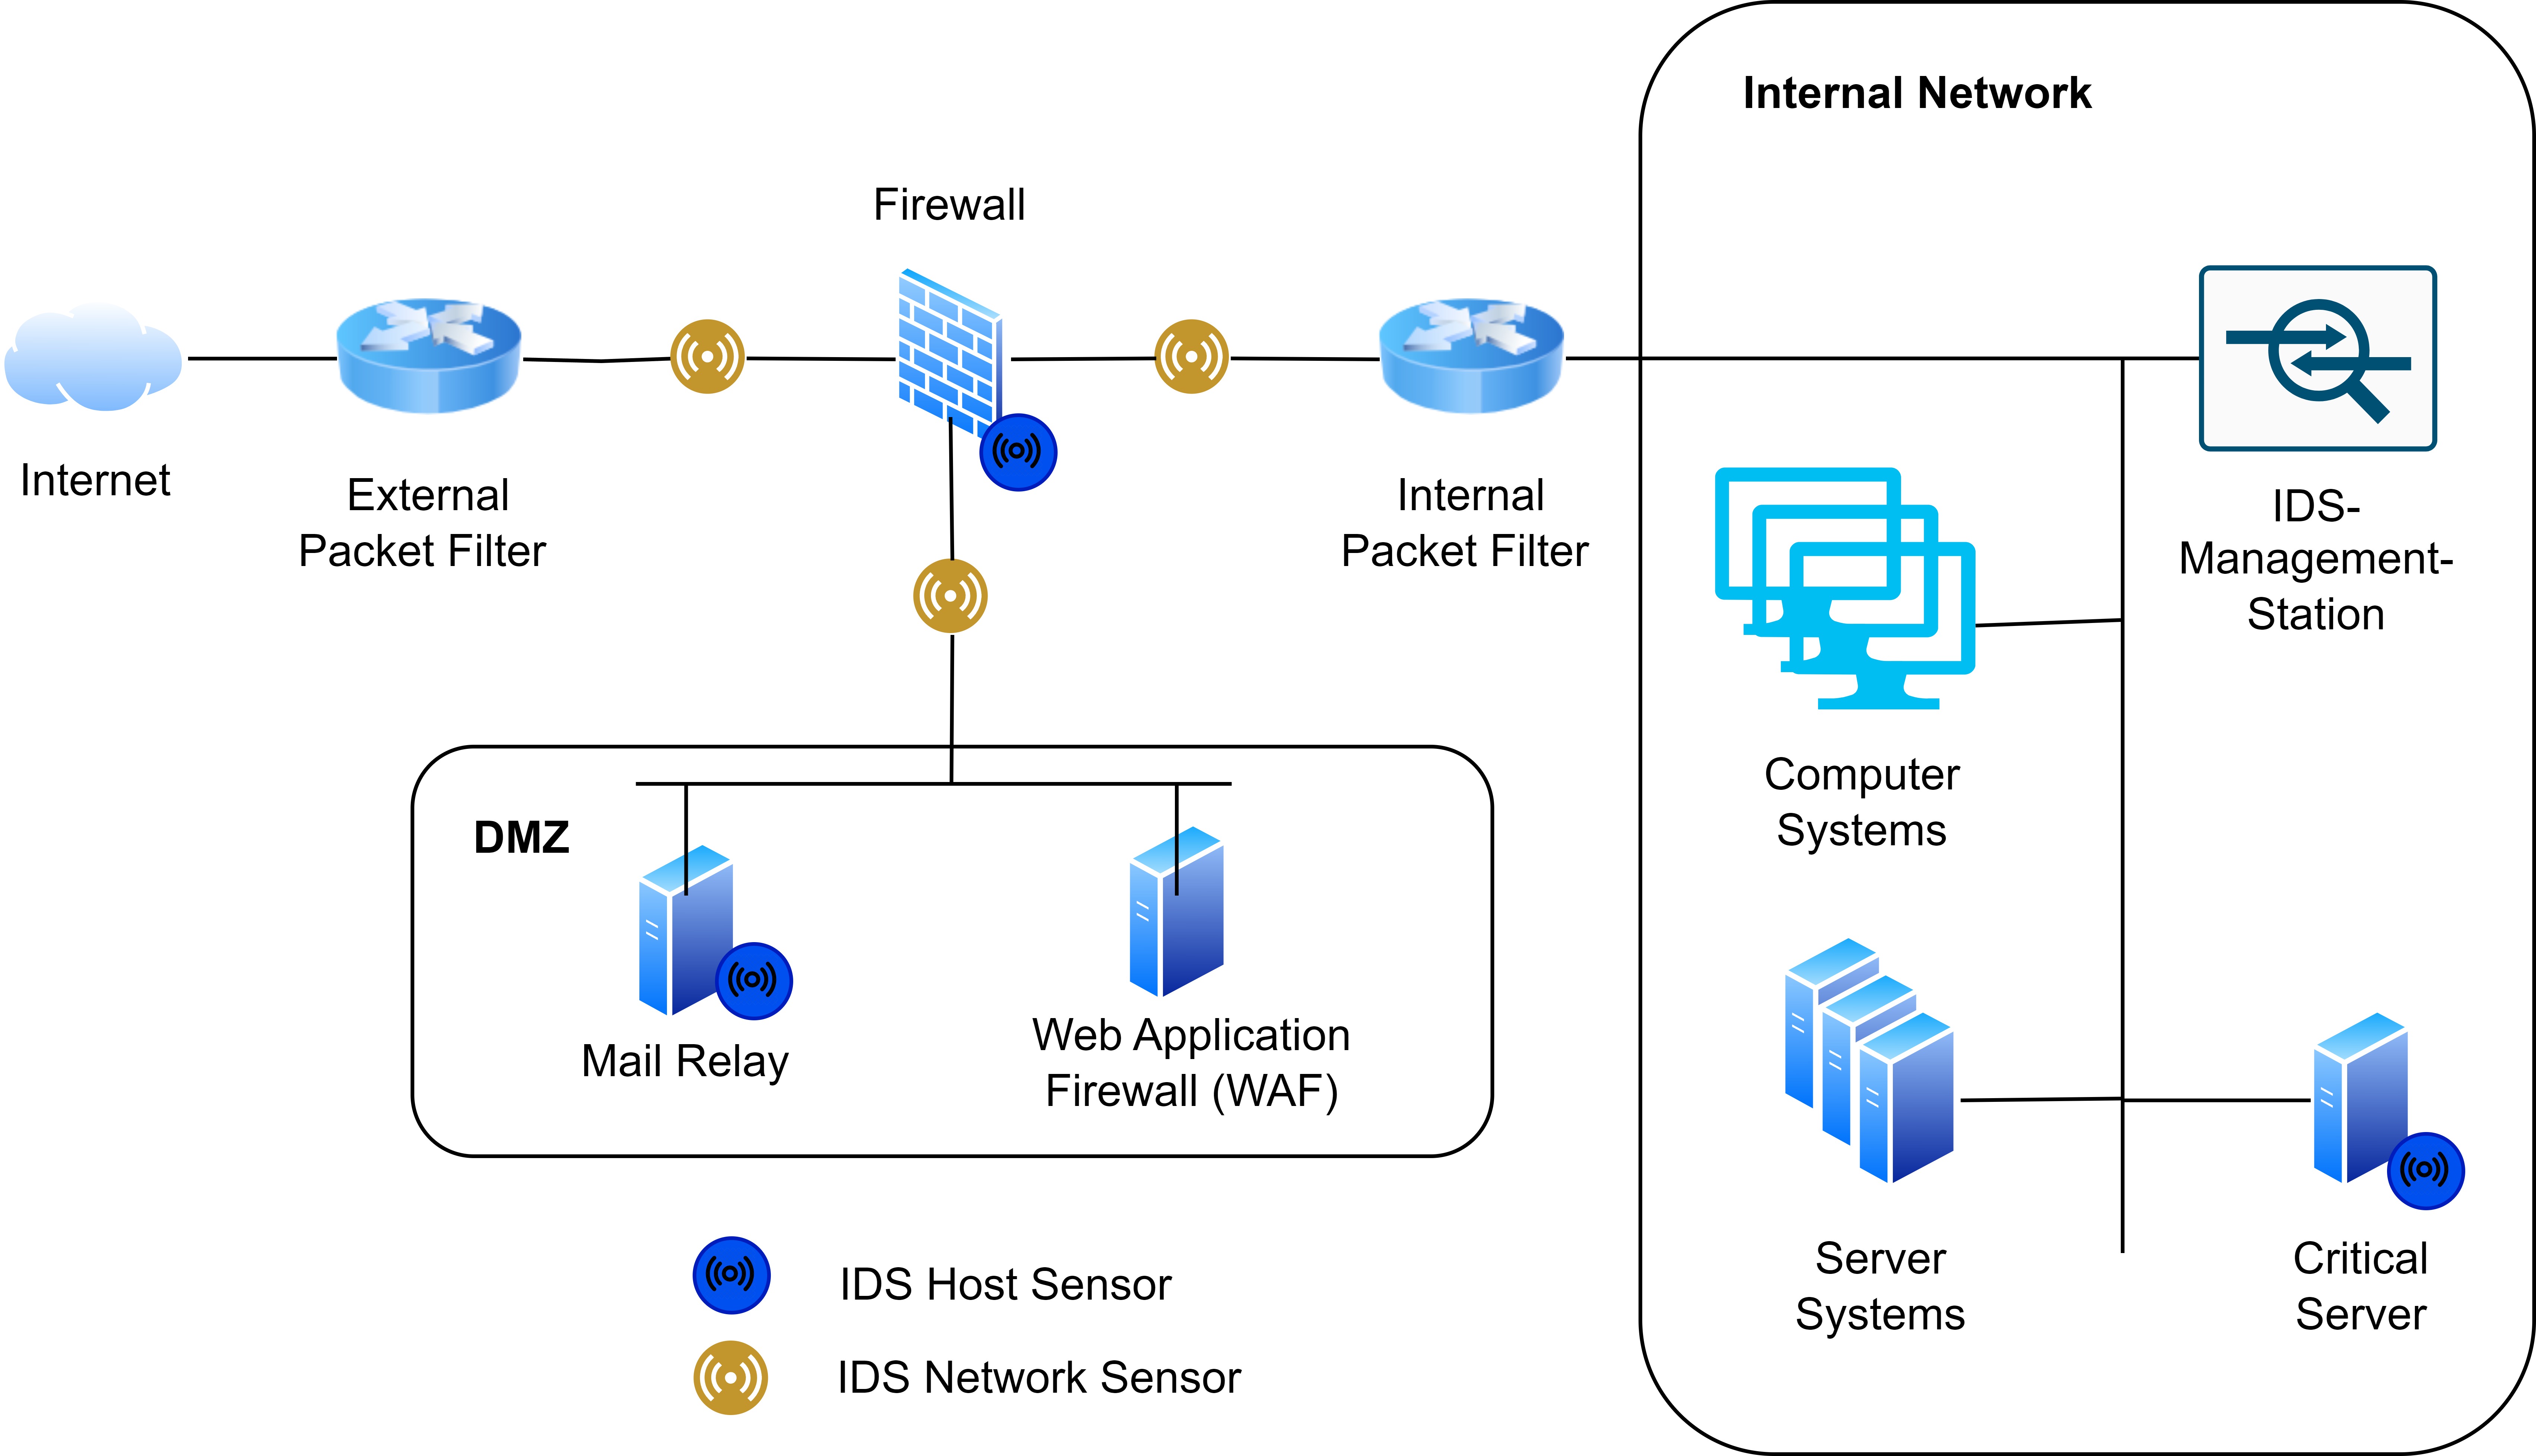 Internal Network
Firewall
Internet
External
Packet Filter
Internal
Packet Filter
IDS-
Management-
Station
Computer
Systems
DMZ
Mail Relay
Web Application
Firewall (WAF)
Server
Systems
Critical
Server
IDS Host Sensor
IDS Network Sensor